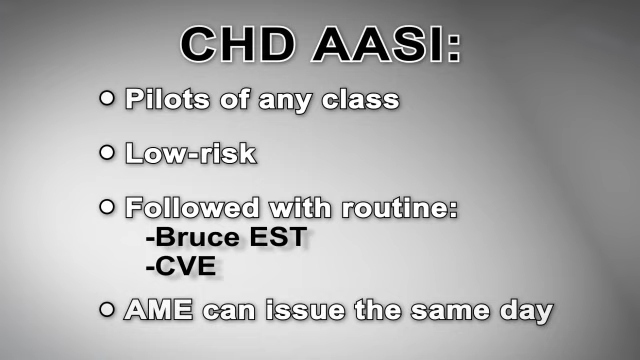 CHD AASI:
Pilots of any class
Low-risk
Followed with routine:
-Bruce EST
-CVE
AME can issue the same day